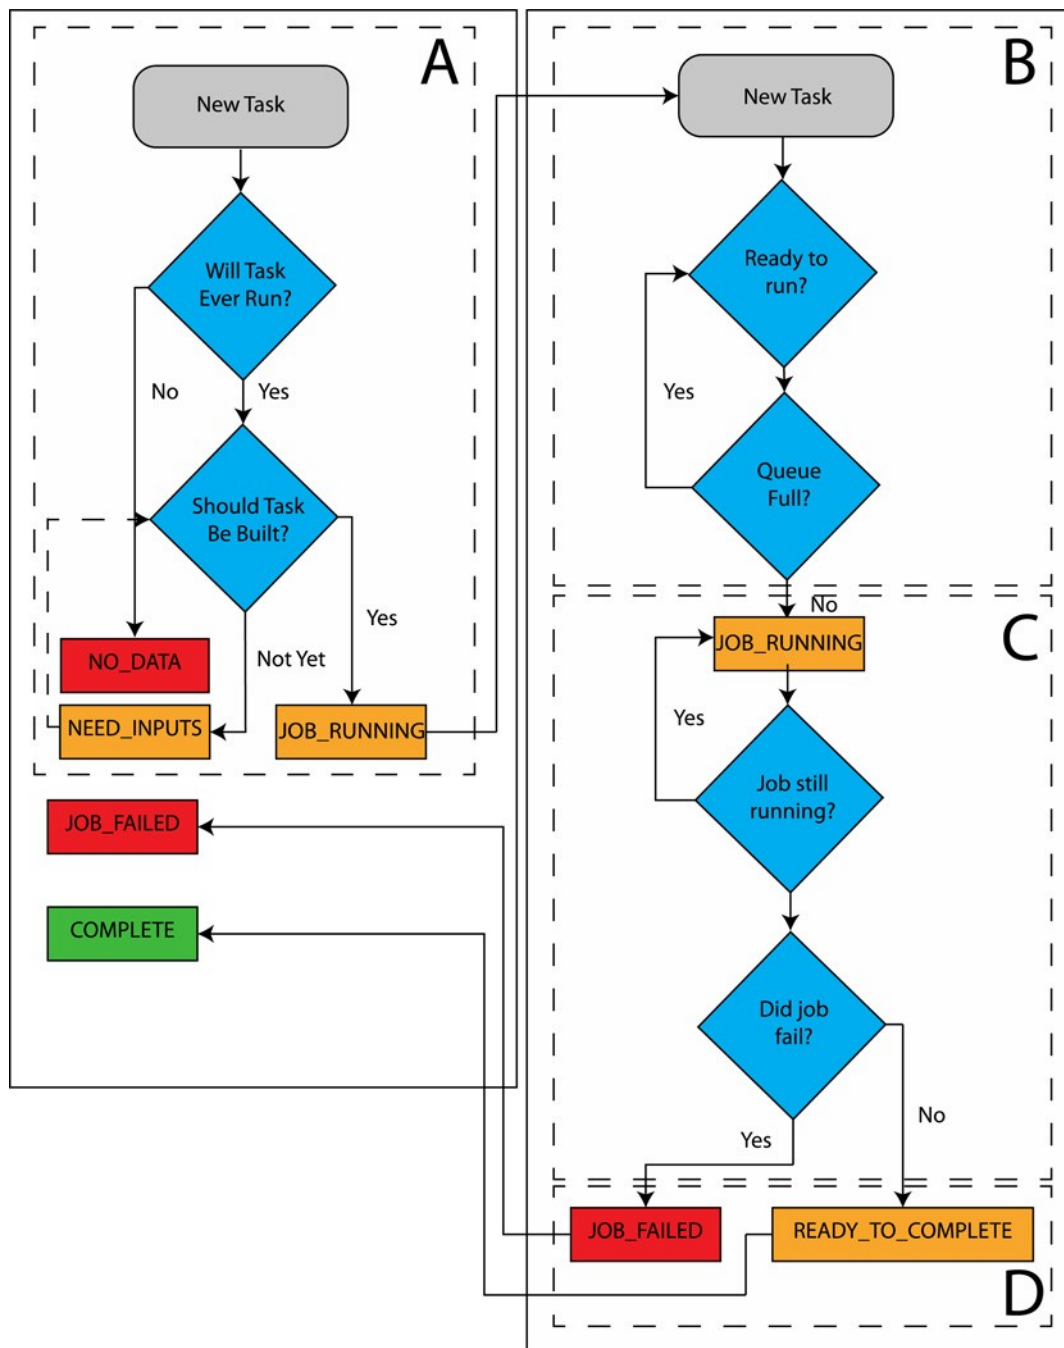 A
New Task
Will Task
Ever Run?
No
Yes
Should Task
Be Built?
Yes
Not Yet
NO_DATA
NEED_INPUTS
JOB_RUNNING
JOB_FAILED
COMPLETE
B
New Task
Ready to
run?
Yes
Queue
Full?
No
C
JOB_RUNNING
Yes
Job still
running?
Did job
fail?
No
Yes
JOB_FAILED
READY_TO_COMPLETE
D